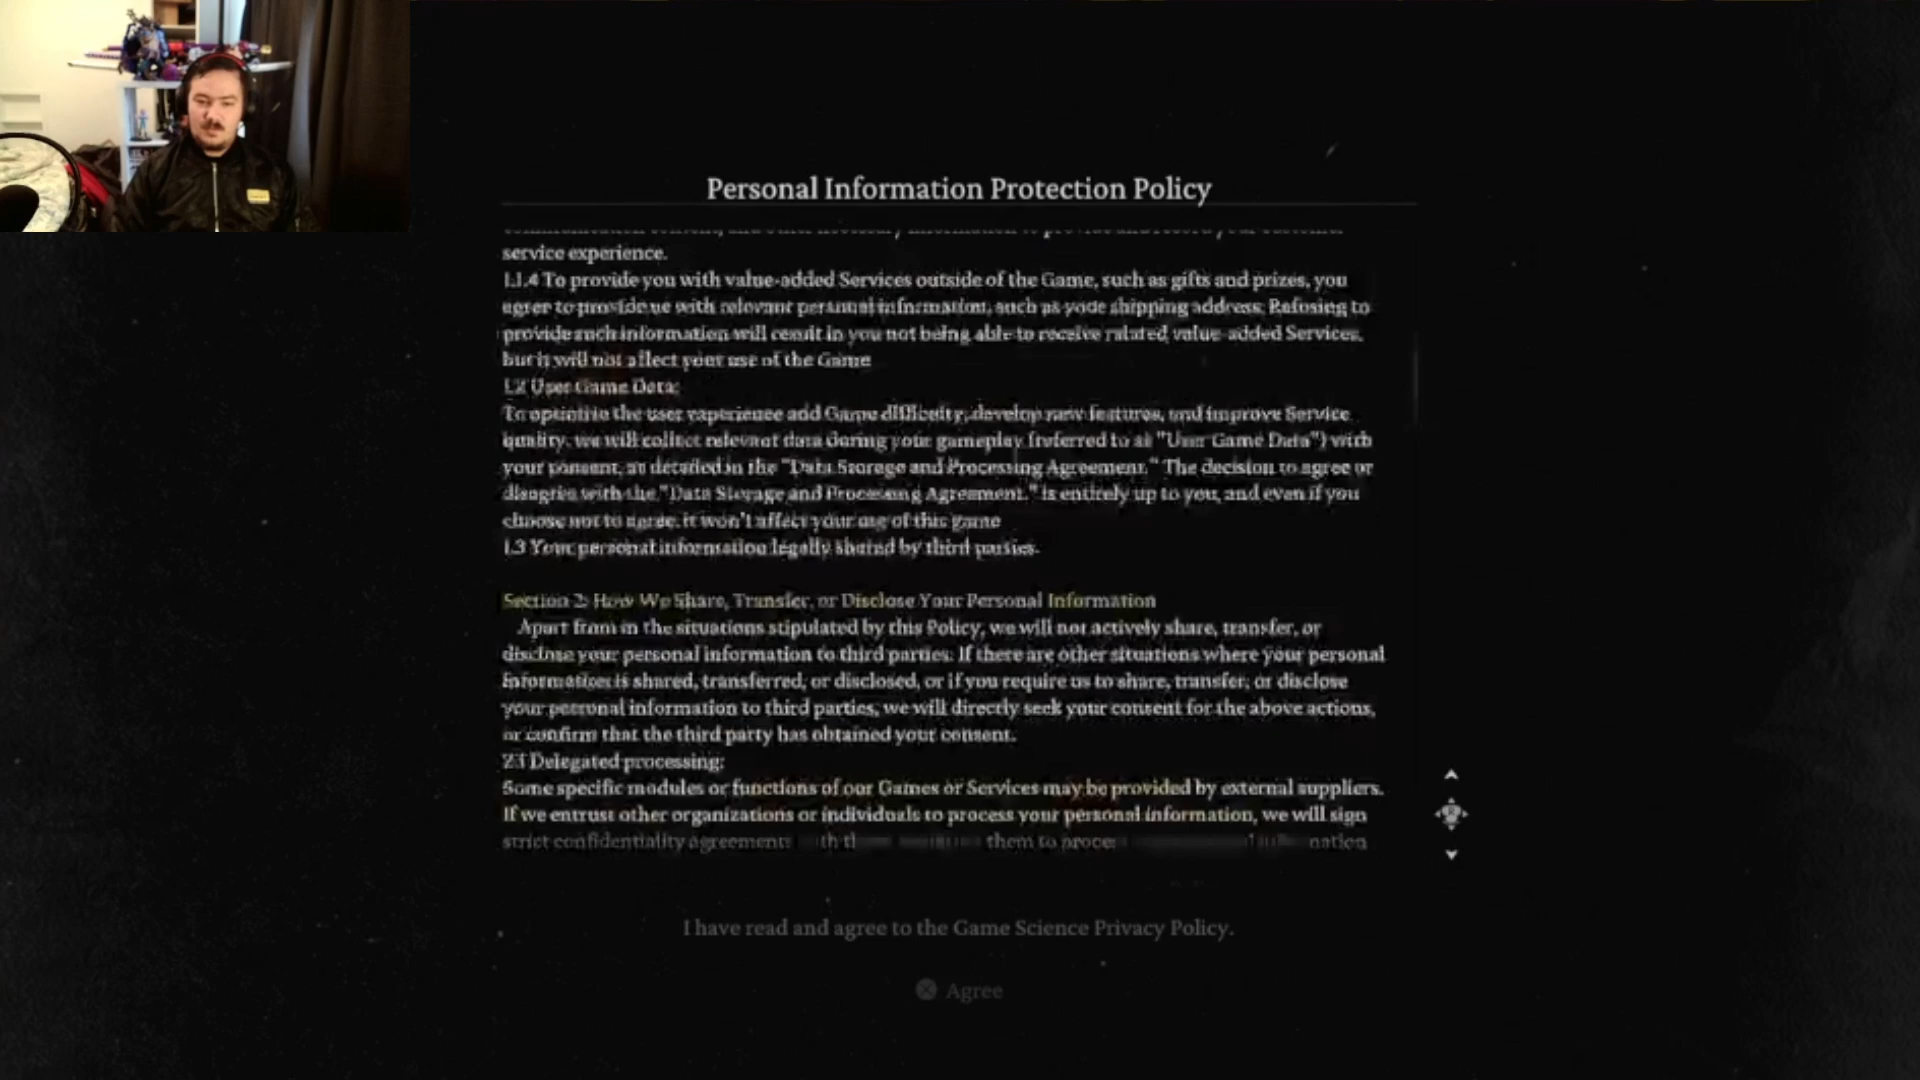 Personal Information Protection Policy
service experience.
1.1.4 To provide you with value-added Services outside of the Game, such as gifts and prizes, you
agree to provide us with relevant personal information, such as your shipping address. Refusing to
provide such information will result in you not being able to receive related value-added Services,
but it will not affect your use of the Game
1.2 User Game Data:
To optimize the user experience and Game difficulty, develop new features, and improve Service
quality, we will collect relevant data during your gameplay (referred to as "User Game Data") with
your consent, as detailed in the "Data Storage and Processing Agreement." The decision to agree or
disagree with the "Data Storage and Processing Agreement." is entirely up to you, and even if you
choose not to agree, it won't affect your use of this game
1.3 Your personal information legally shared by third parties.
Section 2: How We Share, Transfer, or Disclose Your Personal Information
Apart from in the situations stipulated by this Policy, we will not actively share, transfer, or
disclose your personal information to third parties. If there are other situations where your personal
information is shared, transferred, or disclosed, or if you require us to share, transfer, or disclose
your personal information to third parties, we will directly seek your consent for the above actions,
or confirm that the third party has obtained your consent.
2.1 Delegated processing:
Some specific modules or functions of our Games or Services may be provided by external suppliers.
If we entrust other organizations or individuals to process your personal information, we will sign
strict confidentiality agreements them to
I have read and agree to the Game Science Privacy Policy.
Agree